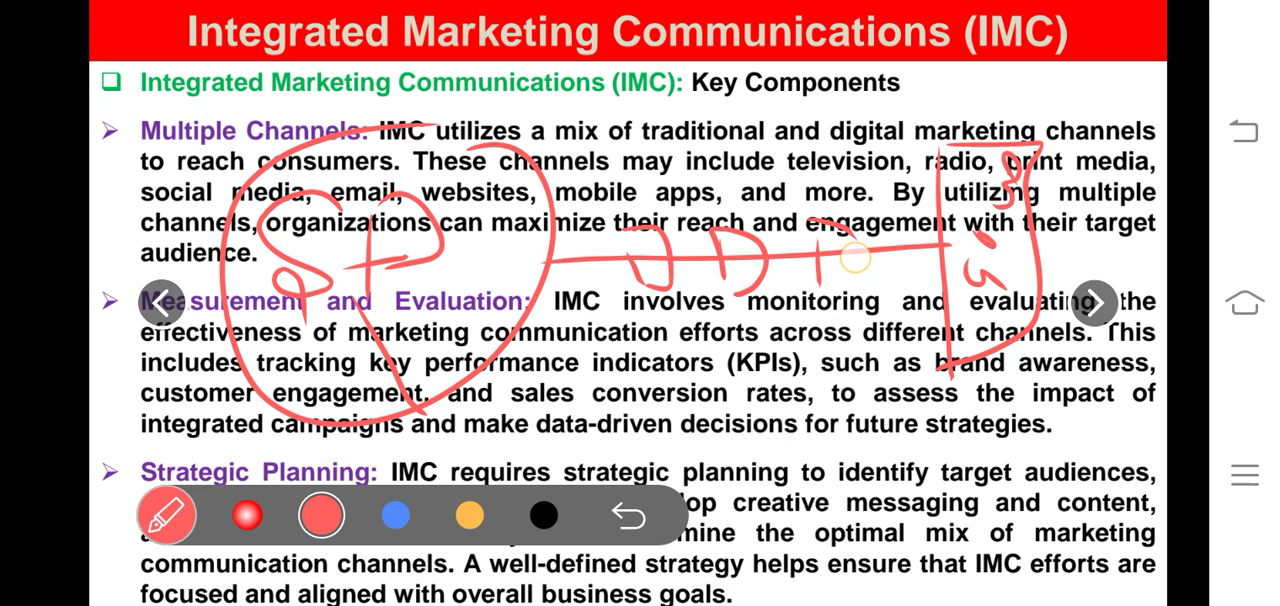 Integrated Marketing Communications (IMC)
❑ Integrated Marketing Communications (IMC): Key Components
➢ Multiple Channels: IMC utilizes a mix of traditional and digital marketing channels
to reach consumers. These channels may include television, radio, print media,
social media, email, websites, mobile apps, and more. By utilizing multiple
channels, organizations can maximize their reach and engagement with their target
audience.
➢ Measurement and Evaluation: IMC involves monitoring and evaluating the
effectiveness of marketing communication efforts across different channels. This
includes tracking key performance indicators (KPIs), such as brand awareness,
customer engagement, and sales conversion rates, to assess the impact of
integrated campaigns and make data-driven decisions for future strategies.
➢ Strategic Planning: IMC requires strategic planning to identify target audiences,
op creative messaging and content,
mine the optimal mix of marketing
communication channels. A well-defined strategy helps ensure that IMC efforts are
focused and aligned with overall business goals.